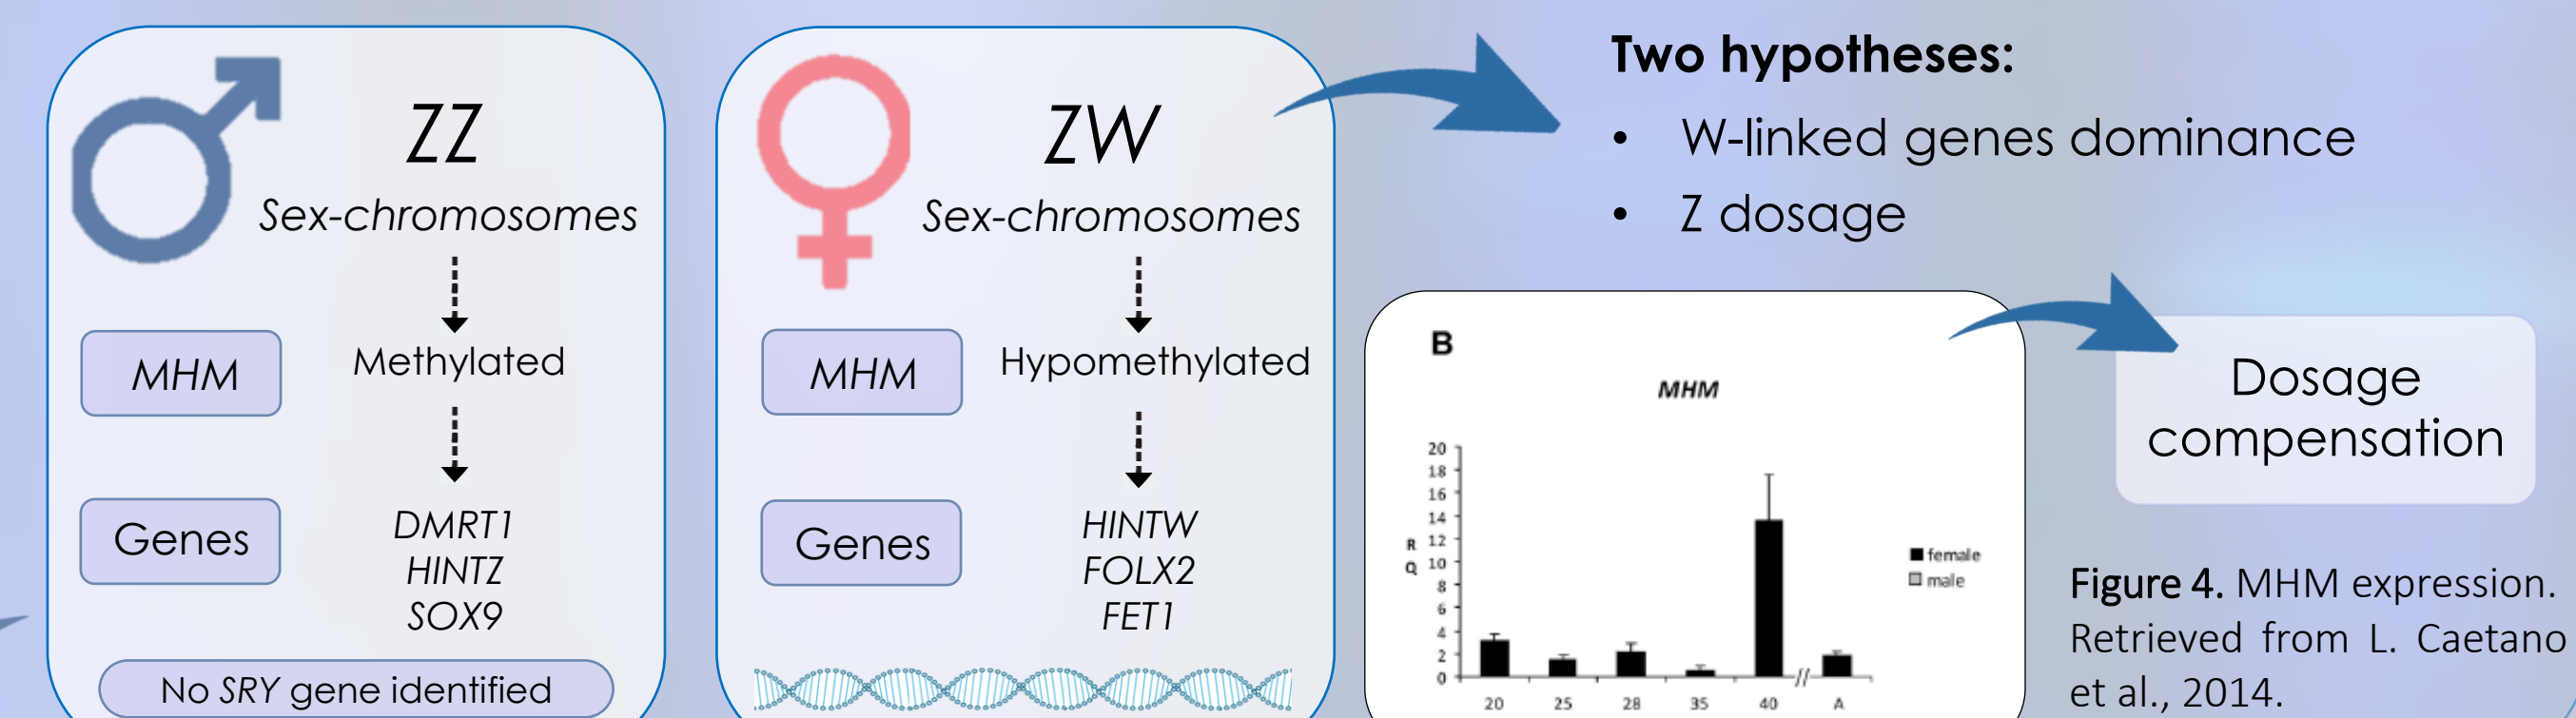 ZZ
Sex-chromosomes
MHM
Methylated
Genes
DMRT1
HINTZ
SOX9
No SRY gene identified
ZW
Sex-chromosomes
MHM
Hypomethylated
Genes
HINTW
FOLX2
FET1
Two hypotheses:
• W-linked genes dominance
• Z dosage
B
MHM
20
18
16
14
12
10
8
6
4
2
0
R
Q
20 25 28 35 40 // A
female
male
Dosage
compensation
Figure 4. MHM expression.
Retrieved from L. Caetano
et al., 2014.